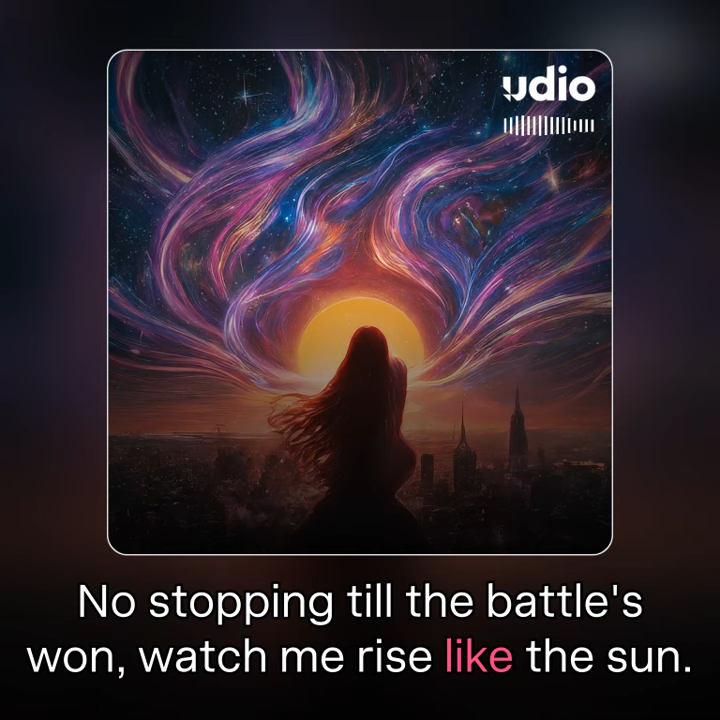 udio
No stopping till the battle's
won, watch me rise like the sun.